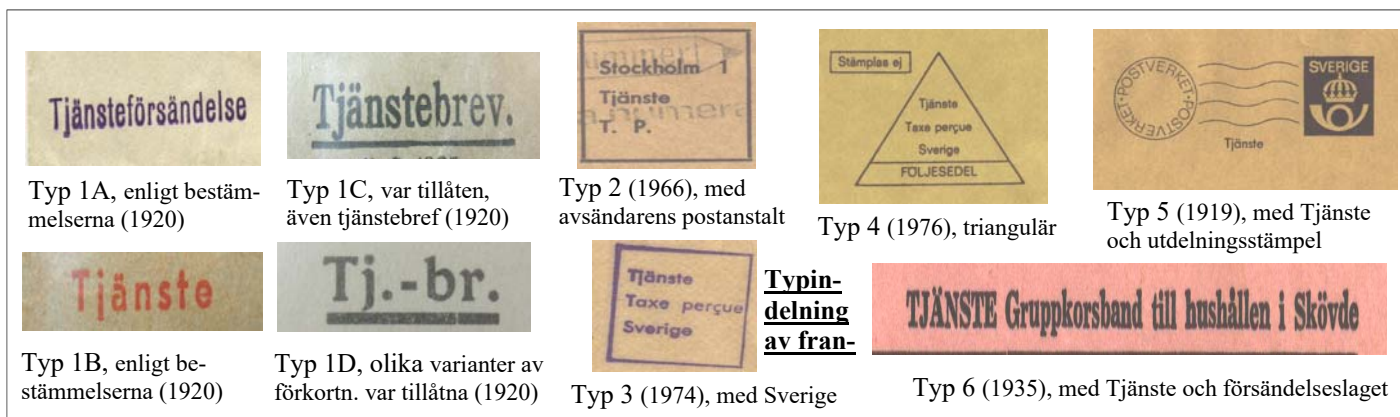 Tjänsteförsändelse
Typ 1A, enligt bestäm-
melserna (1920)
Tjänstebrev.
Typ 1C, var tillåten,
även tjänstebref (1920)
Stockholm 1
Tjänste
T. P.
Typ 2 (1966), med
avsändarens postanstalt
Stämplas ej
Tjänste
Taxe perçue
Sverige
FÖLJESEDEL
Typ 4 (1976), triangulär
POSTVERKET·POSTVERKET·
SVERIGE
Tjänste
Typ 5 (1919), med Tjänste
och utdelningsstämpel
Tjänste
Typ 1B, enligt be-
stämmelserna (1920)
Tj.-br.
Typ 1D, olika varianter av
förkortn. var tillåtna (1920)
Tjänste
Taxe perçue
Sverige
Typ 3 (1974), med Sverige
Typin-
delning
av fran-
TJÄNSTE Gruppkorsband till hushållen i Skövde
Typ 6 (1935), med Tjänste och försändelseslaget